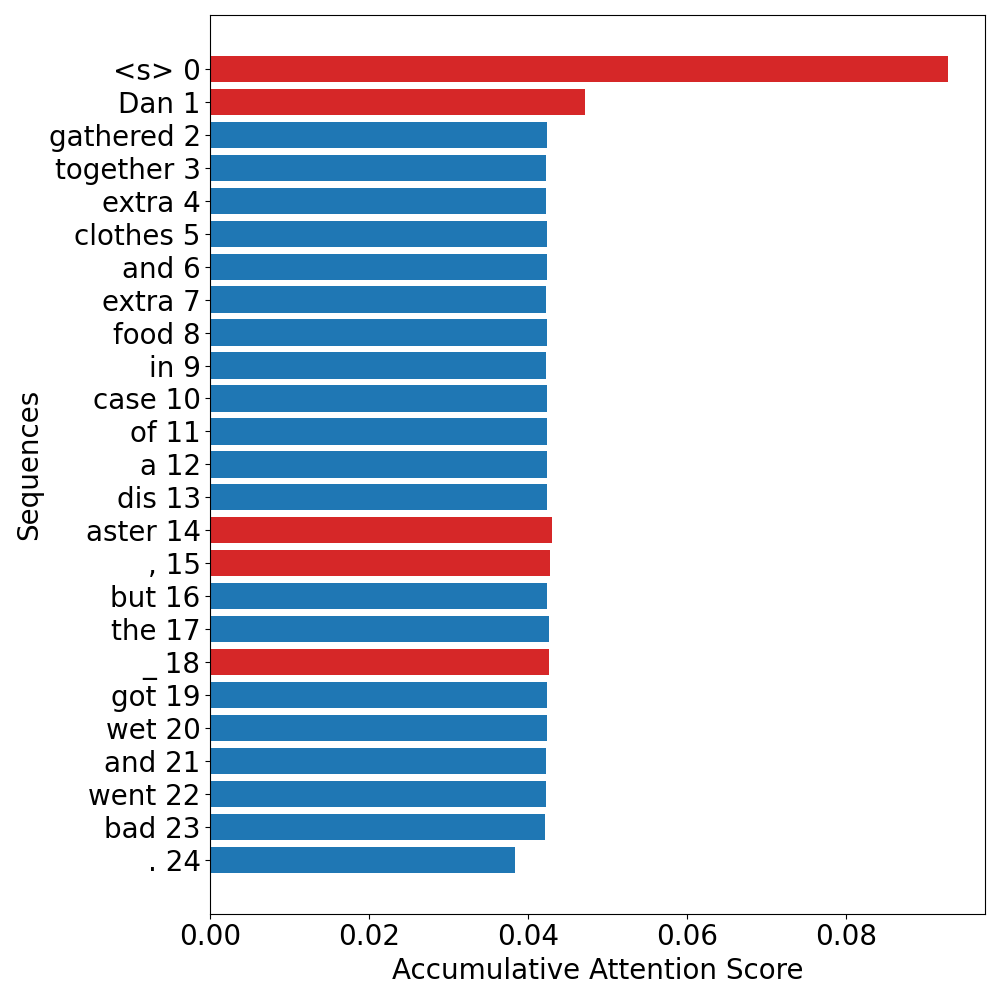 <s> 0
Dan 1
gathered 2
together 3
extra 4
clothes 5
and 6
extra 7
food 8
in 9
case 10
of 11
a 12
dis 13
aster 14
, 15
but 16
the 17
_ 18
got 19
wet 20
and 21
went 22
bad 23
. 24
Sequences
0.00 0.02 0.04 0.06 0.08
Accumulative Attention Score